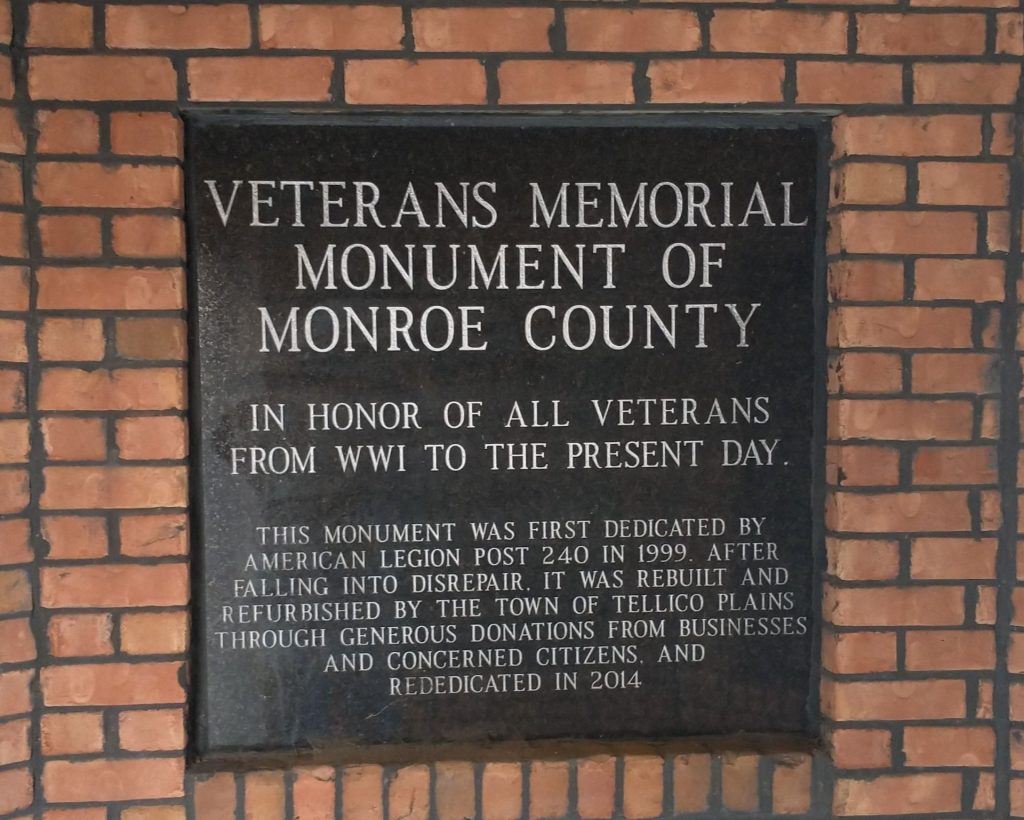 VETERANS MEMORIAL
MONUMENT OF
MONROE COUNTY
IN HONOR OF ALL VETERANS
FROM WWI TO THE PRESENT DAY.
THIS MONUMENT WAS FIRST DEDICATED BY
AMERICAN LEGION POST 240 IN 1999. AFTER
FALLING INTO DISREPAIR, IT WAS REBUILT AND
REFURBISHED BY THE TOWN OF TELLICO PLAINS
THROUGH GENEROUS DONATIONS FROM BUSINESSES
AND CONCERNED CITIZENS, AND
REDEDICATED IN 2014